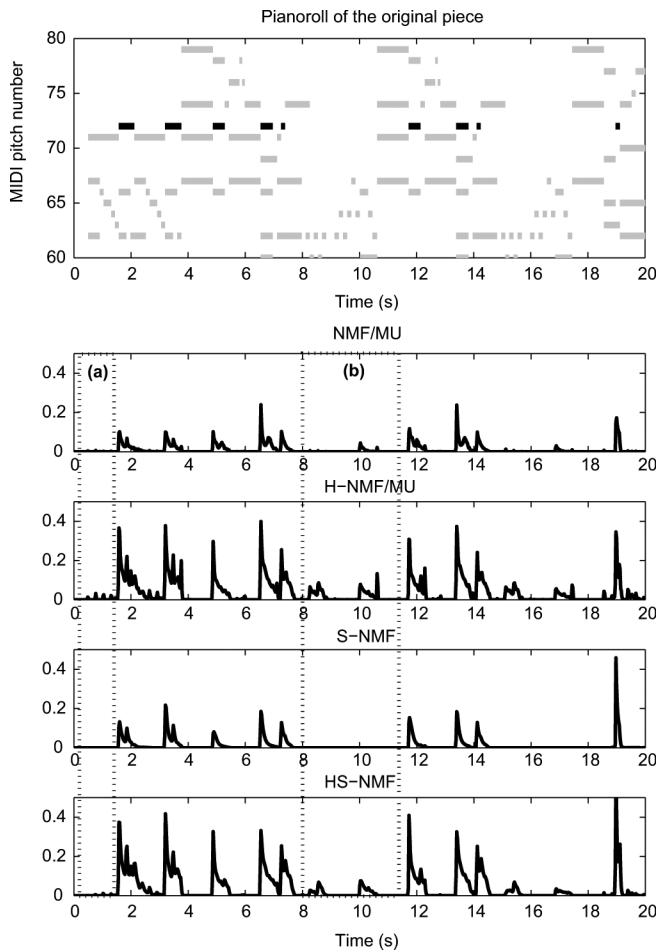 Pianoroll of the original piece
80
75
70
65
60
MIDI pitch number
0 2 4 6 8 10 12 14 16 18 20
Time (s)
NMF/MU
(a) (b)
0.4
0.2
0
0 2 4 6 8 10 12 14 16 18 20
H−NMF/MU
0.4
0.2
0
0 2 4 6 8 10 12 14 16 18 20
S−NMF
0.4
0.2
0
0 2 4 6 8 10 12 14 16 18 20
HS−NMF
0.4
0.2
0
0 2 4 6 8 10 12 14 16 18 20
Time (s)